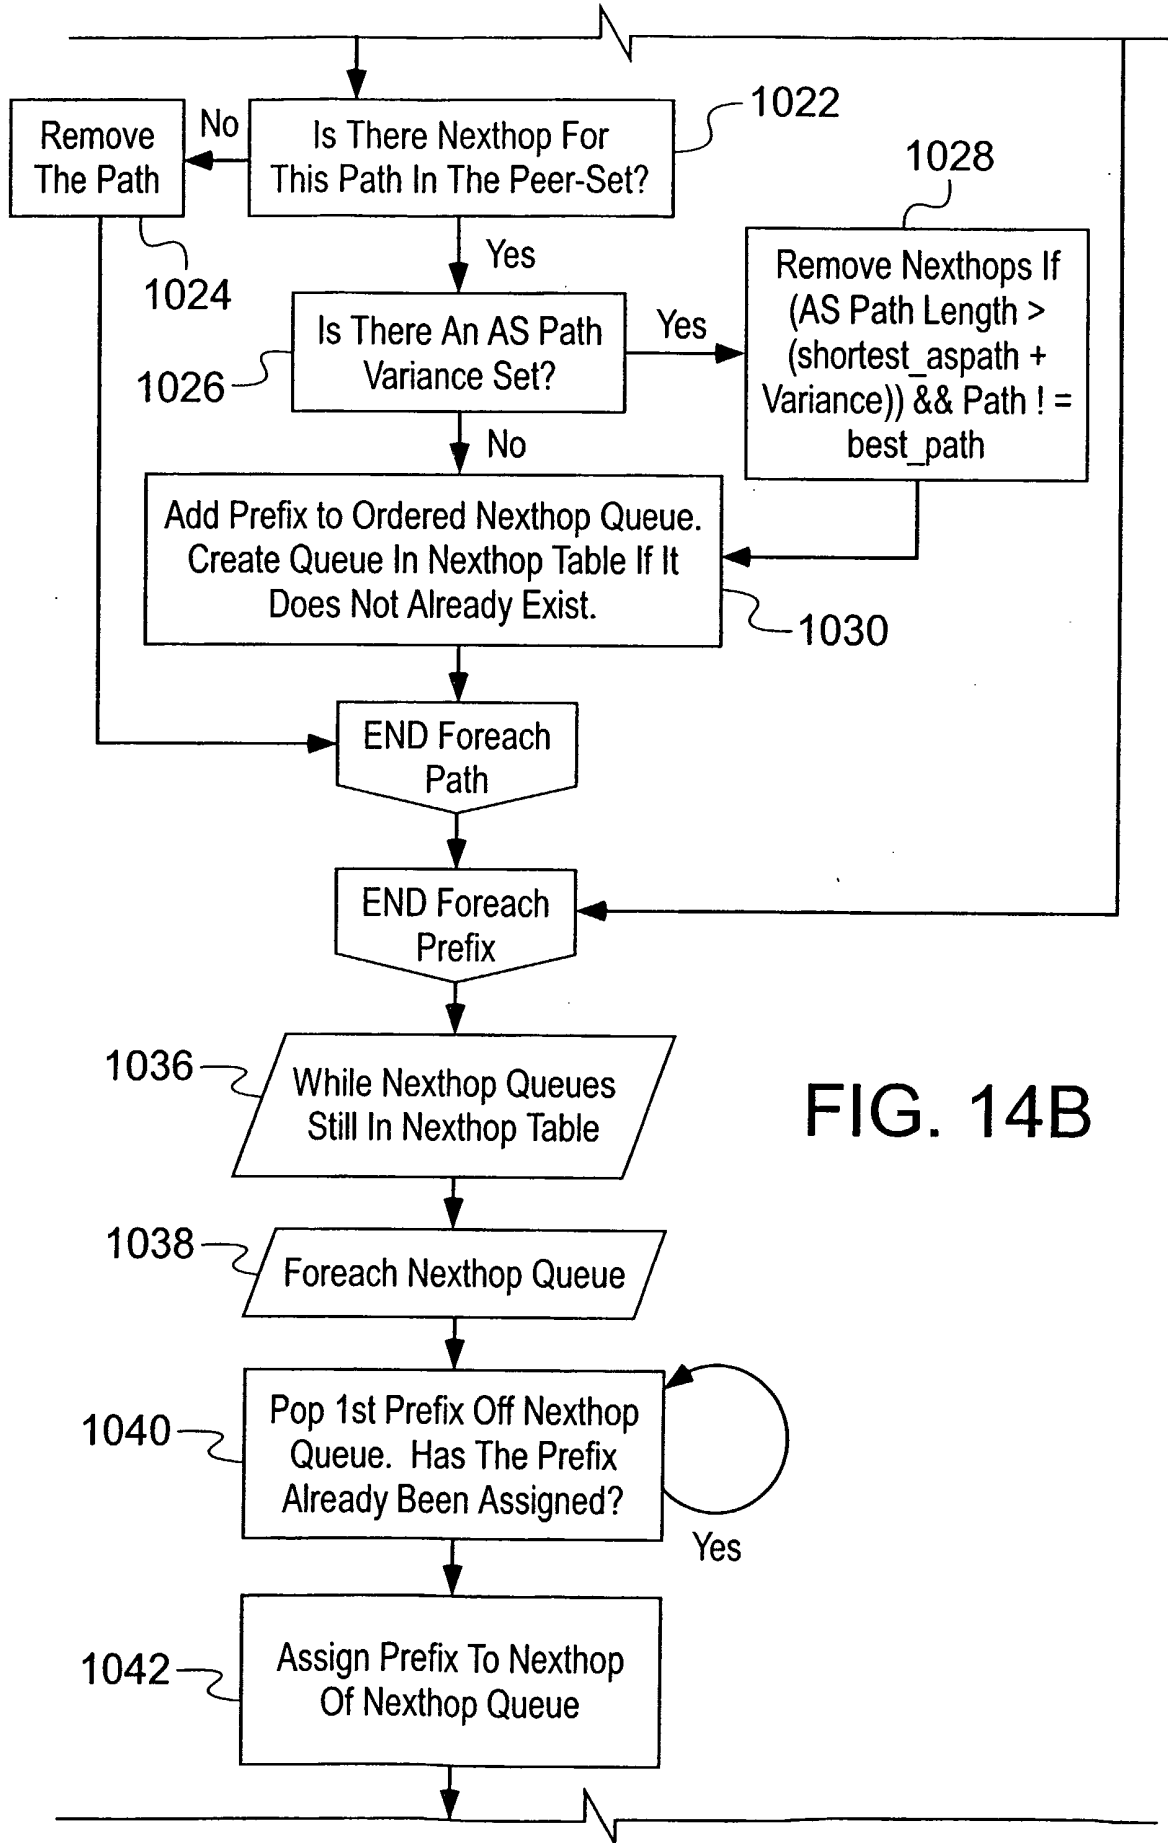 Remove
The Path
No
Is There Nexthop For
This Path In The Peer-Set?
1022
1028
1024
Yes
Remove Nexthops If
(AS Path Length >
(shortest_aspath +
Variance)) && Path ! =
best_path
Is There An AS Path
Variance Set?
Yes
1026
No
Add Prefix to Ordered Nexthop Queue.
Create Queue In Nexthop Table If It
Does Not Already Exist.
1030
END Foreach
Path
END Foreach
Prefix
1036
While Nexthop Queues
Still In Nexthop Table
FIG. 14B
1038
Foreach Nexthop Queue
1040
Pop 1st Prefix Off Nexthop
Queue. Has The Prefix
Already Been Assigned?
Yes
1042
Assign Prefix To Nexthop
Of Nexthop Queue